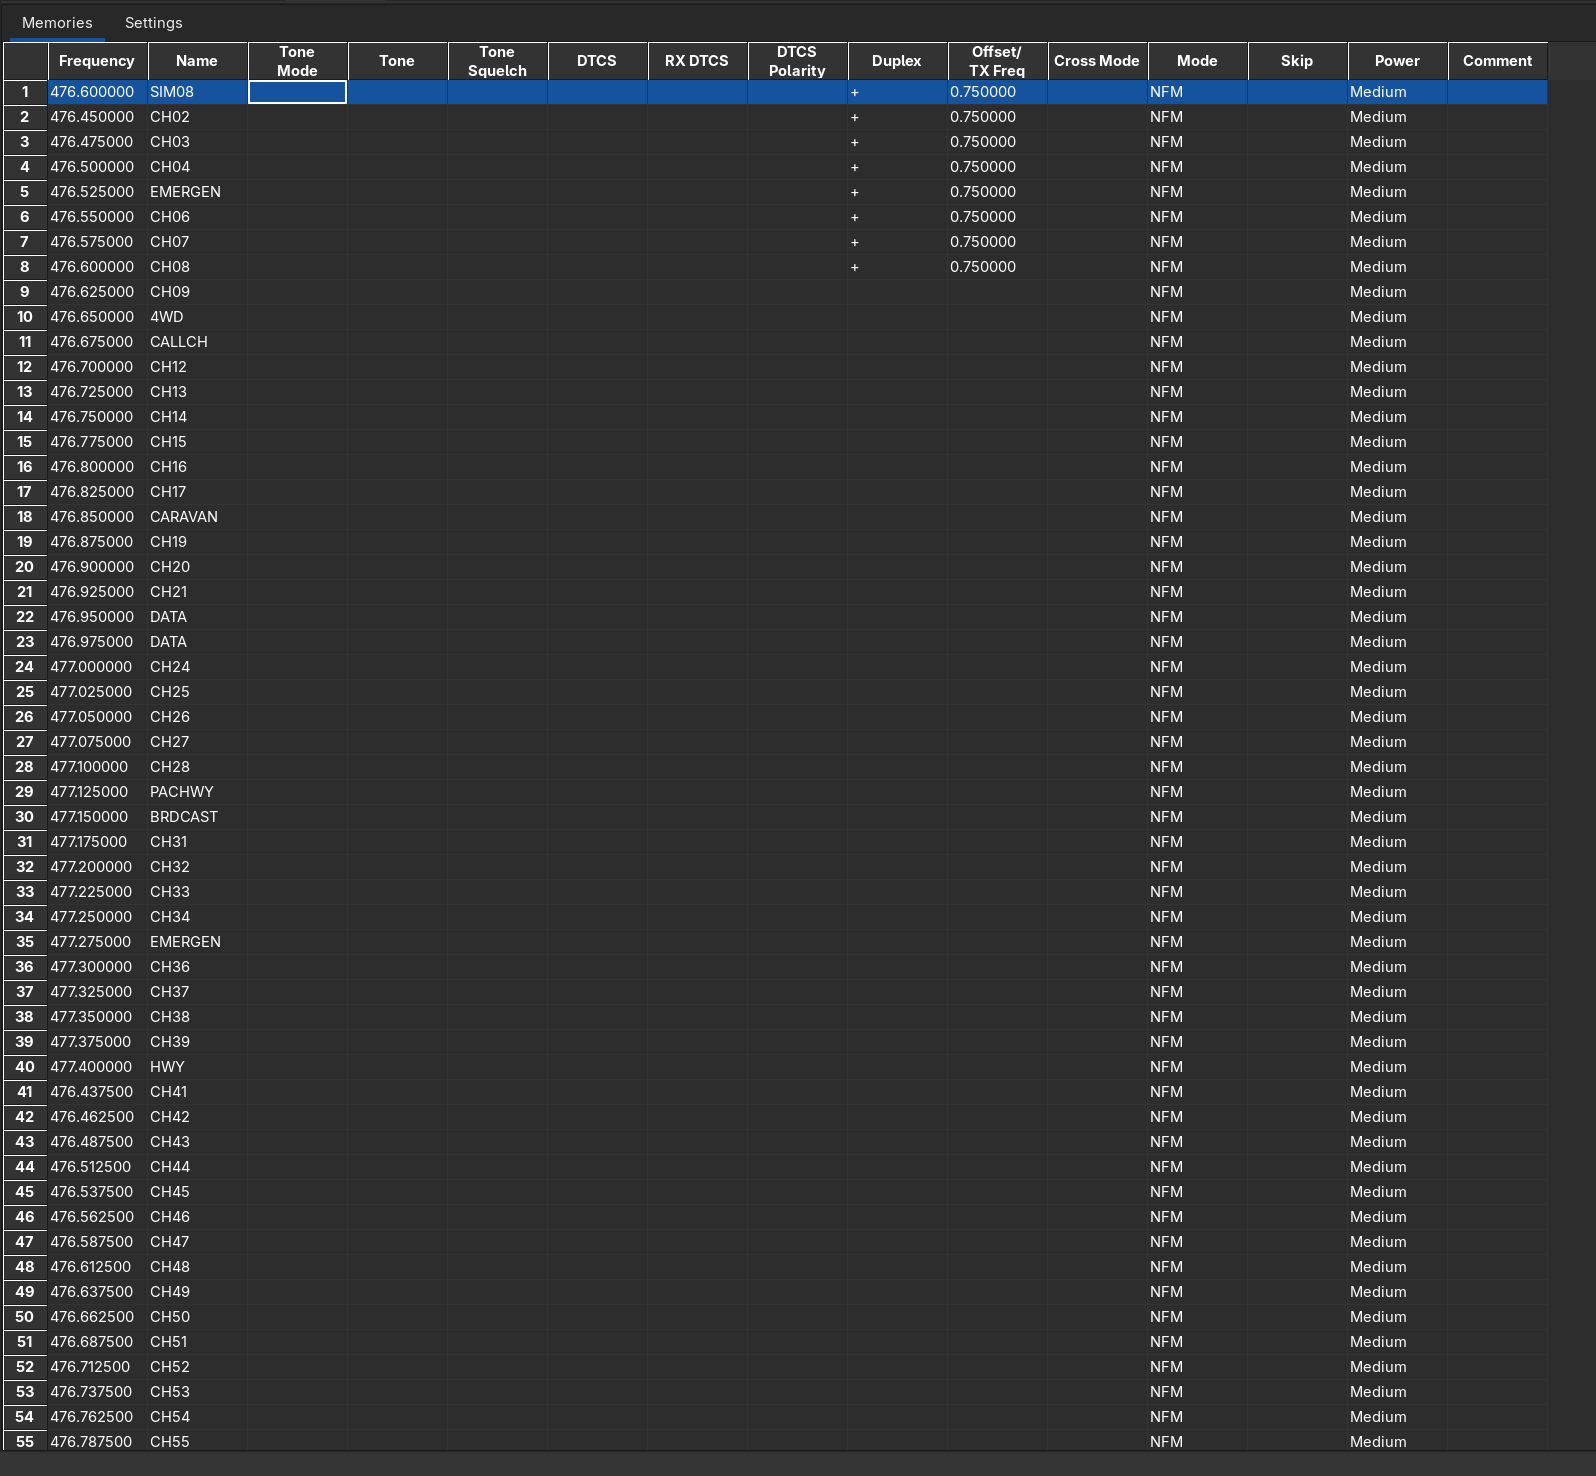 Memories Settings
Frequency Name Tone Mode Tone Tone Squelch DTCS RX DTCS DTCS Polarity Duplex Offset/ TX Freq Cross Mode Mode Skip Power Comment
1 476.600000 SIM08 + 0.750000 NFM Medium
2 476.450000 CH02 + 0.750000 NFM Medium
3 476.475000 CH03 + 0.750000 NFM Medium
4 476.500000 CH04 + 0.750000 NFM Medium
5 476.525000 EMERGEN + 0.750000 NFM Medium
6 476.550000 CH06 + 0.750000 NFM Medium
7 476.575000 CH07 + 0.750000 NFM Medium
8 476.600000 CH08 + 0.750000 NFM Medium
9 476.625000 CH09 NFM Medium
10 476.650000 4WD NFM Medium
11 476.675000 CALLCH NFM Medium
12 476.700000 CH12 NFM Medium
13 476.725000 CH13 NFM Medium
14 476.750000 CH14 NFM Medium
15 476.775000 CH15 NFM Medium
16 476.800000 CH16 NFM Medium
17 476.825000 CH17 NFM Medium
18 476.850000 CARAVAN NFM Medium
19 476.875000 CH19 NFM Medium
20 476.900000 CH20 NFM Medium
21 476.925000 CH21 NFM Medium
22 476.950000 DATA NFM Medium
23 476.975000 DATA NFM Medium
24 477.000000 CH24 NFM Medium
25 477.025000 CH25 NFM Medium
26 477.050000 CH26 NFM Medium
27 477.075000 CH27 NFM Medium
28 477.100000 CH28 NFM Medium
29 477.125000 PACHWY NFM Medium
30 477.150000 BRDCAST NFM Medium
31 477.175000 CH31 NFM Medium
32 477.200000 CH32 NFM Medium
33 477.225000 CH33 NFM Medium
34 477.250000 CH34 NFM Medium
35 477.275000 EMERGEN NFM Medium
36 477.300000 CH36 NFM Medium
37 477.325000 CH37 NFM Medium
38 477.350000 CH38 NFM Medium
39 477.375000 CH39 NFM Medium
40 477.400000 HWY NFM Medium
41 476.437500 CH41 NFM Medium
42 476.462500 CH42 NFM Medium
43 476.487500 CH43 NFM Medium
44 476.512500 CH44 NFM Medium
45 476.537500 CH45 NFM Medium
46 476.562500 CH46 NFM Medium
47 476.587500 CH47 NFM Medium
48 476.612500 CH48 NFM Medium
49 476.637500 CH49 NFM Medium
50 476.662500 CH50 NFM Medium
51 476.687500 CH51 NFM Medium
52 476.712500 CH52 NFM Medium
53 476.737500 CH53 NFM Medium
54 476.762500 CH54 NFM Medium
55 476.787500 CH55 NFM Medium